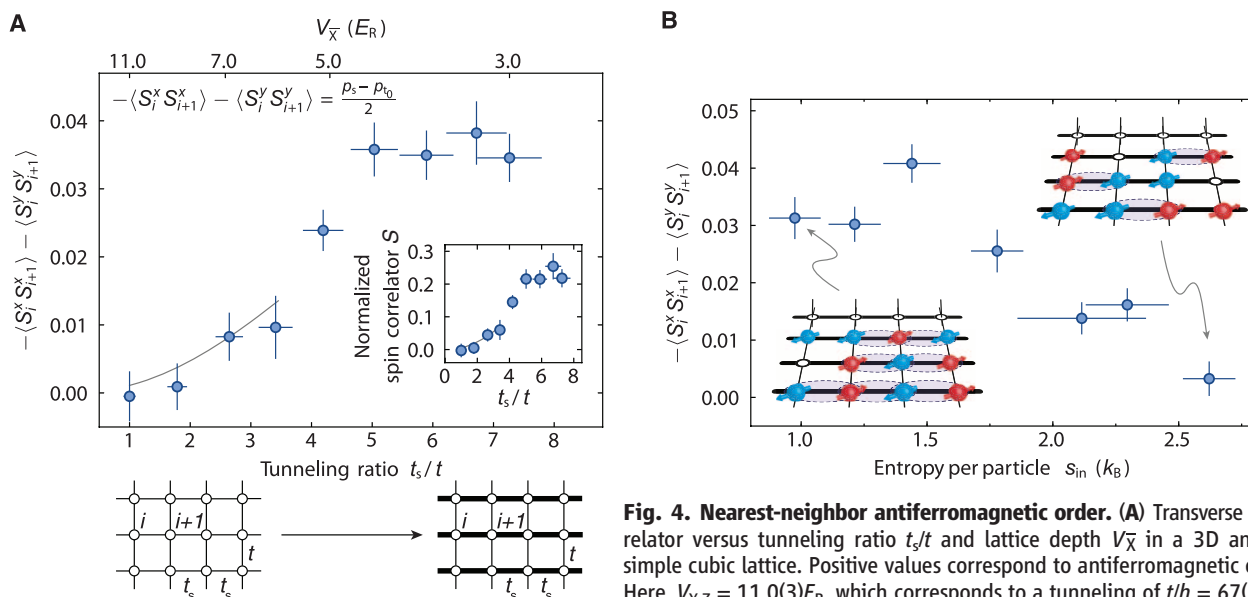 A
V_X̅ (E_R)
11.0 7.0 5.0 3.0
−⟨S_i^x S_{i+1}^x⟩ − ⟨S_i^y S_{i+1}^y⟩ = (p_s − p_{t_0})/2
−⟨S_i^x S_{i+1}^x⟩ − ⟨S_i^y S_{i+1}^y⟩
0.04
0.03
0.02
0.01
0.00
Normalized
spin correlator S
0.3
0.2
0.1
0.0
0 2 4 6 8
t_s/t
1 2 3 4 5 6 7 8
Tunneling ratio t_s/t
i i+1 t
t_s t_s
i i+1 t
t_s t_s
B
−⟨S_i^x S_{i+1}^x⟩ − ⟨S_i^y S_{i+1}^y⟩
0.05
0.04
0.03
0.02
0.01
0.00
1.0 1.5 2.0 2.5
Entropy per particle s_in (k_B)
Fig. 4. Nearest-neighbor antiferromagnetic order. (A) Transverse
relator versus tunneling ratio t_s/t and lattice depth V_X̅ in a 3D an
simple cubic lattice. Positive values correspond to antiferromagnetic
Here, V_{Y,Z} = 11.0(3)E_R, which corresponds to a tunneling of t/h = 67(